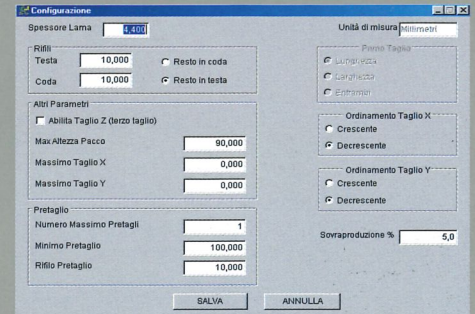 Configurazione
Spessore Lama 4,400
Unità di misura Millimetri
Rifili
Testa 10,000
Resto in coda
Coda 10,000
Resto in testa
Primo Taglio
Lunghezza
Larghezza
Entrambi
Altri Parametri
Abilita Taglio Z (terzo taglio)
Max Altezza Pacco 90,000
Massimo Taglio X 0,000
Massimo Taglio Y 0,000
Ordinamento Taglio X
Crescente
Decrescente
Ordinamento Taglio Y
Crescente
Decrescente
Pretaglio
Numero Massimo Pretagli 1
Minimo Pretaglio 100,000
Rifilo Pretaglio 10,000
Sovraproduzione % 5,0
SALVA
ANNULLA